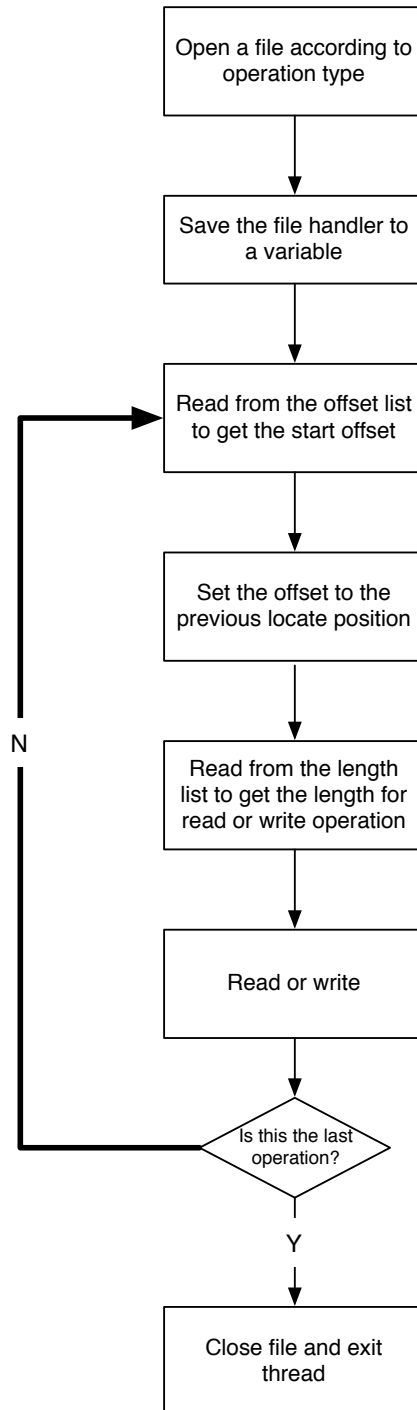 Open a file according to
operation type
Save the file handler to
a variable
Read from the offset list
to get the start offset
Set the offset to the
previous locate position
N
Read from the length
list to get the length for
read or write operation
Read or write
Is this the last
operation?
Y
Close file and exit
thread